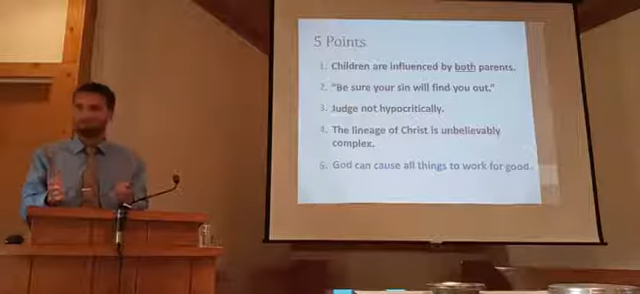 5 Points
1. Children are influenced by both parents.
2. "Be sure your sin will find you out."
3. Judge not hypocritically.
4. The lineage of Christ is unbelievably
complex.
5. God can cause all things to work for good.